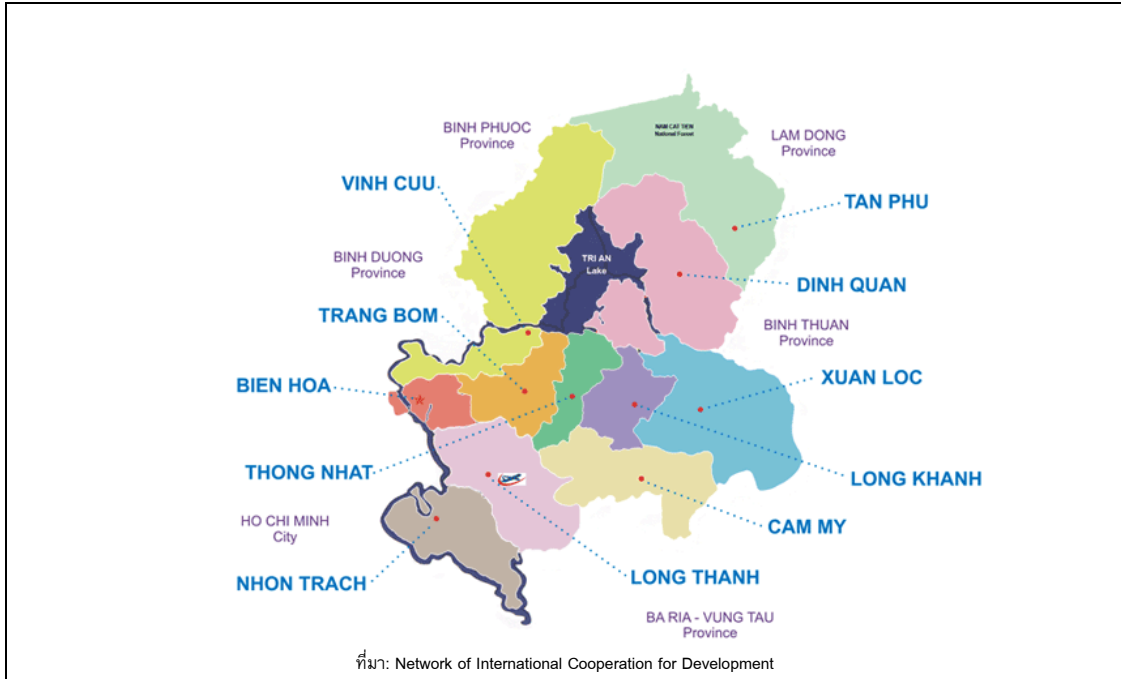 BINH PHUOC
Province
NAM CAT TIEN
National Forest
LAM DONG
Province
VINH CUU
TAN PHU
BINH DUONG
Province
TRI AN
Lake
DINH QUAN
TRANG BOM
BINH THUAN
Province
BIEN HOA
XUAN LOC
THONG NHAT
LONG KHANH
HO CHI MINH
City
CAM MY
NHON TRACH
LONG THANH
BA RIA - VUNG TAU
Province
ที่มา: Network of International Cooperation for Development